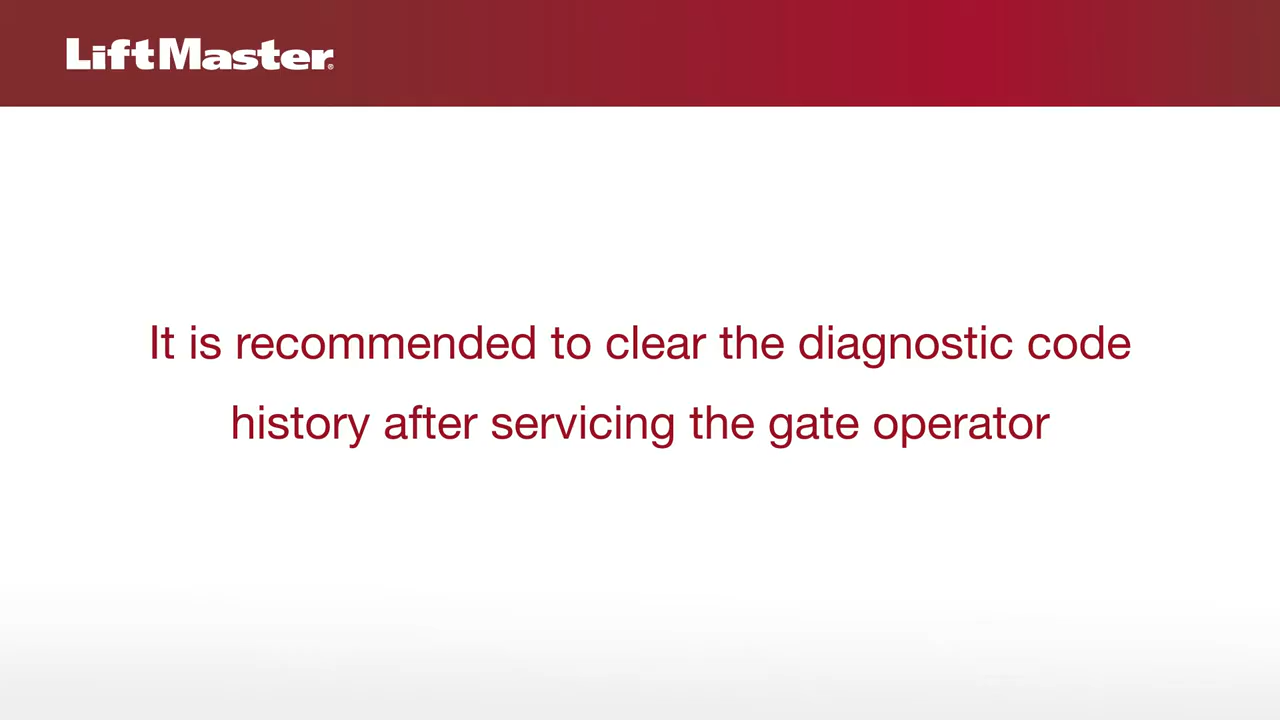 LiftMaster®
It is recommended to clear the diagnostic code
history after servicing the gate operator